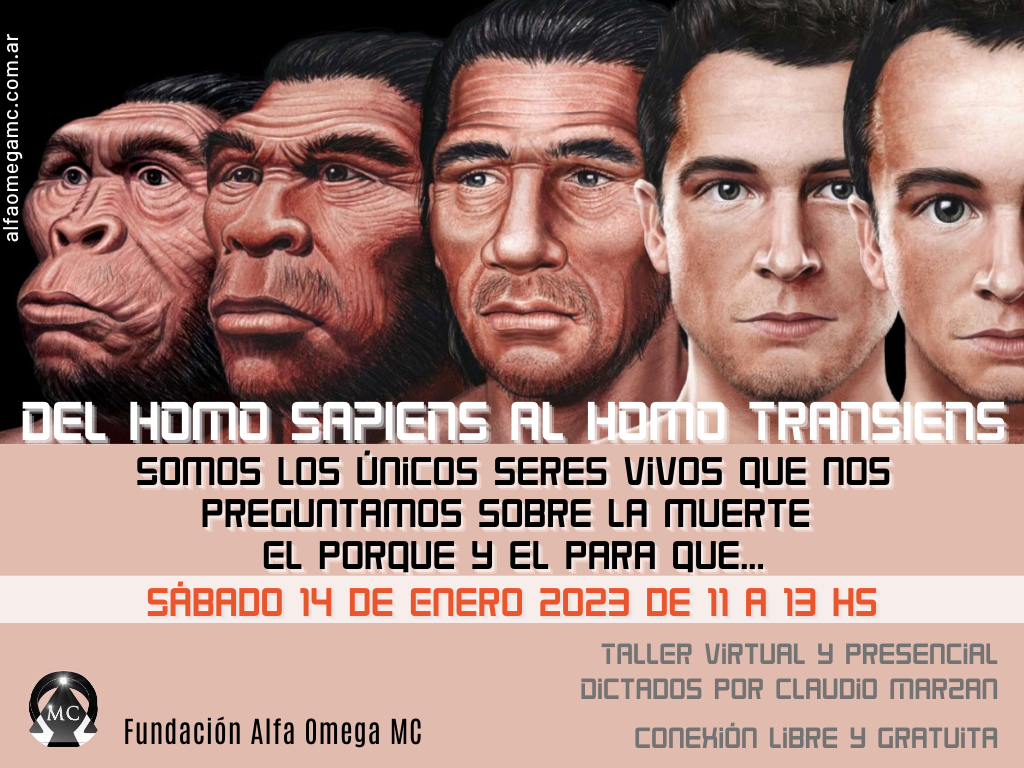 alfaomegamc.com.ar
DEL HOMO SAPIENS AL HOMO TRANSIENS
SOMOS LOS ÚNICOS SERES VIVOS QUE NOS
PREGUNTAMOS SOBRE LA MUERTE
EL PORQUE Y EL PARA QUE...
SÁBADO 14 DE ENERO 2023 DE 11 A 13 HS
TALLER VIRTUAL Y PRESENCIAL
DICTADOS POR CLAUDIO MARZAN
CONEXIÓN LIBRE Y GRATUITA
MC
Fundación Alfa Omega MC